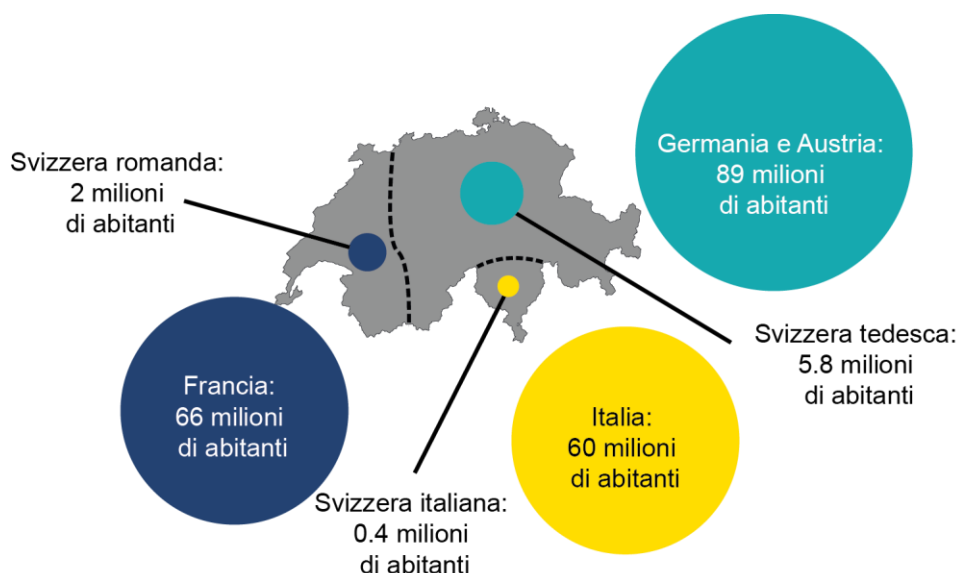 Germania e Austria:
89 milioni
di abitanti
Svizzera romanda:
2 milioni
di abitanti
Svizzera tedesca:
5.8 milioni
di abitanti
Francia:
66 milioni
di abitanti
Italia:
60 milioni
di abitanti
Svizzera italiana:
0.4 milioni
di abitanti